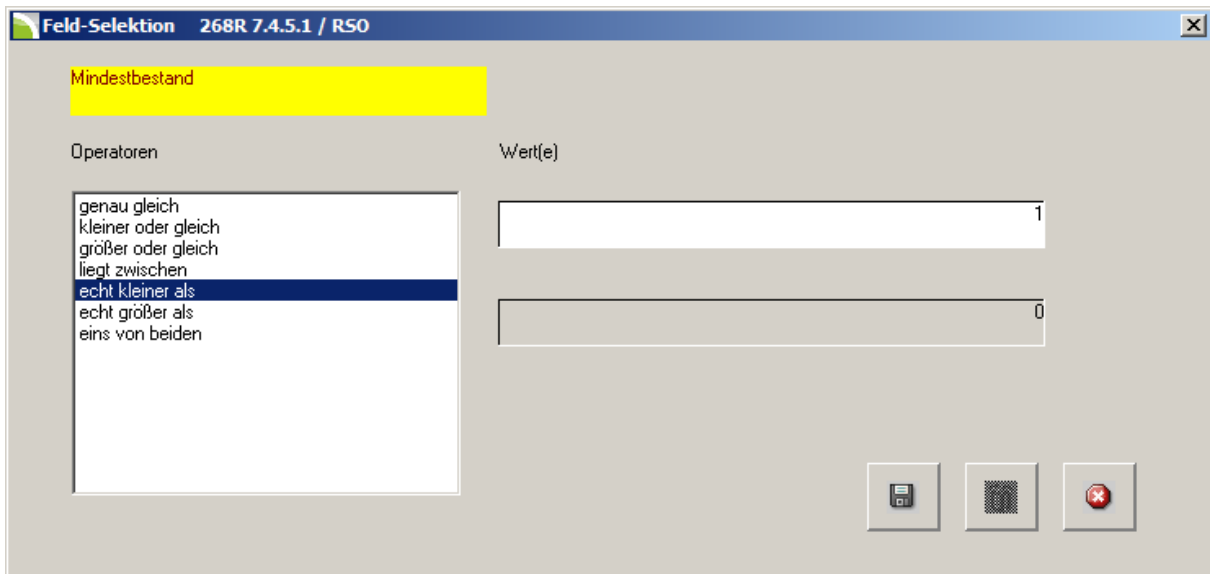 Feld-Selektion 268R 7.4.5.1 / RSO
Mindestbestand
Operatoren Wert(e)
genau gleich
kleiner oder gleich
größer oder gleich
liegt zwischen
echt kleiner als
echt größer als
eins von beiden
1
0